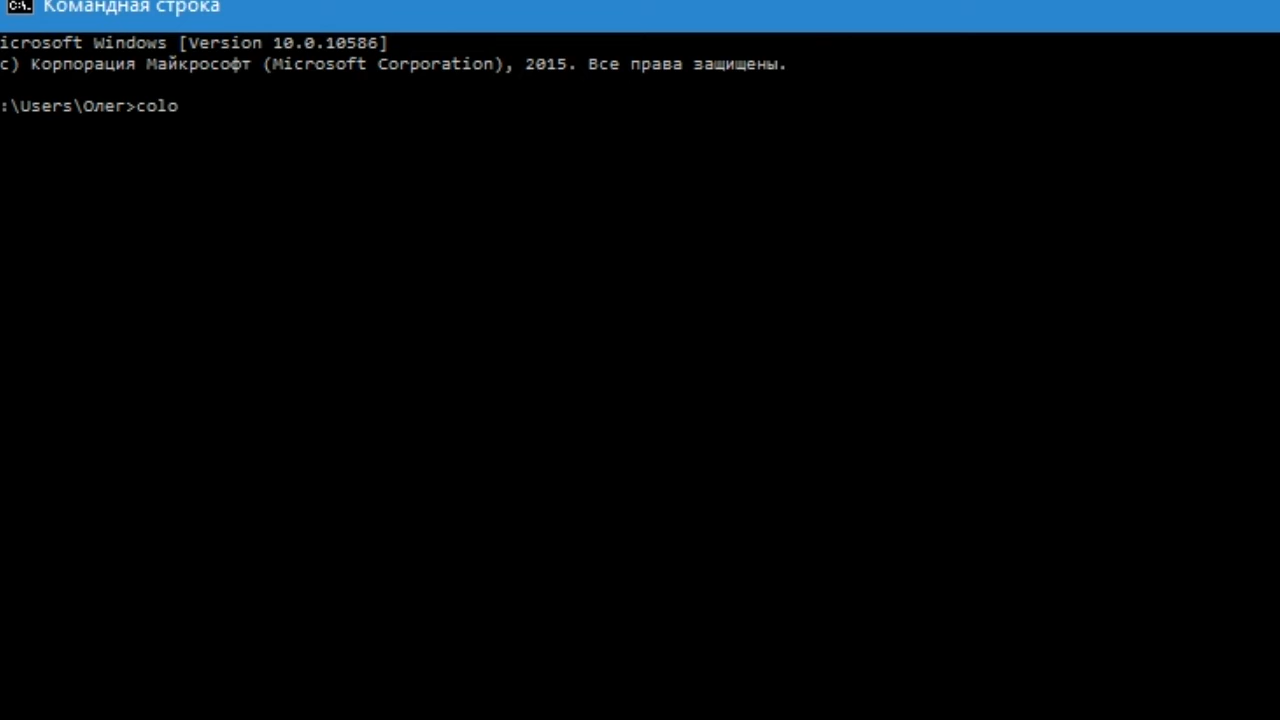 Командная строка
icrosoft Windows [Version 10.0.10586]
c) Корпорация Майкрософт (Microsoft Corporation), 2015. Все права защищены.
:\Users\Олег>colo